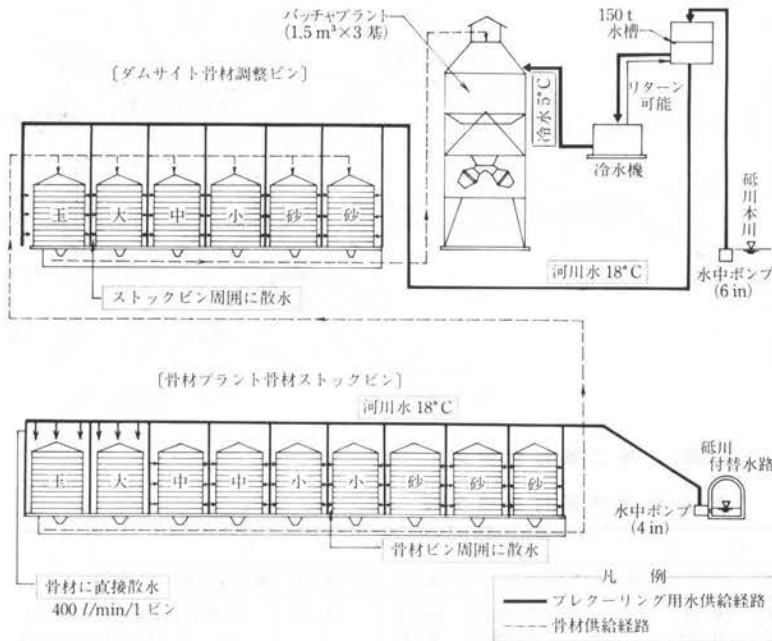 バッチャプラント
(1.5 m³×3 基)
150 t
水槽
〔ダムサイト骨材調整ビン〕
冷水 5°C
リターン
可能
冷水機
砥川本川
玉 大 中 小 砂 砂
河川水 18°C
水中ポンプ
(6 in)
ストックビン周囲に散水
〔骨材プラント骨材ストックビン〕
河川水 18°C
砥川
付替水路
玉 大 中 中 小 小 砂 砂 砂
水中ポンプ
(4 in)
骨材ビン周囲に散水
骨材に直接散水
400 l/min/1 ビン
凡 例
プレクーリング用水供給経路
骨材供給経路